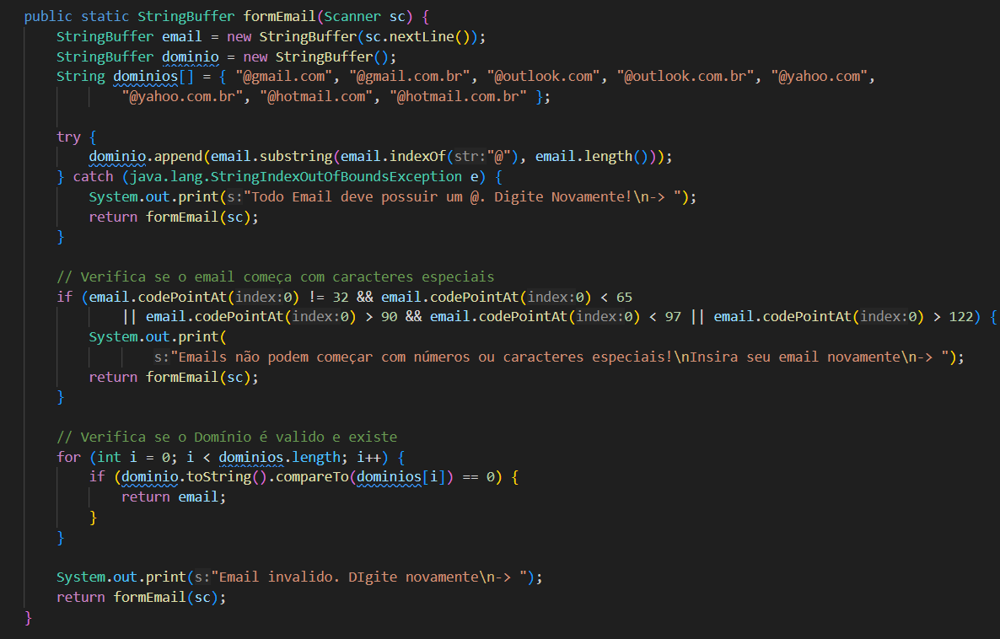 public static StringBuffer formEmail(Scanner sc) {
    StringBuffer email = new StringBuffer(sc.nextLine());
    StringBuffer dominio = new StringBuffer();
    String dominios[] = { "@gmail.com", "@gmail.com.br", "@outlook.com", "@outlook.com.br", "@yahoo.com",
            "@yahoo.com.br", "@hotmail.com", "@hotmail.com.br" };
    try {
        dominio.append(email.substring(email.indexOf(str:"@"), email.length()));
    } catch (java.lang.StringIndexOutOfBoundsException e) {
        System.out.print(s:"Todo Email deve possuir um @. Digite Novamente!\n-> ");
        return formEmail(sc);
    }
    // Verifica se o email começa com caracteres especiais
    if (email.codePointAt(index:0) != 32 && email.codePointAt(index:0) < 65
            || email.codePointAt(index:0) > 90 && email.codePointAt(index:0) < 97 || email.codePointAt(index:0) > 122) {
        System.out.print(
                s:"Emails não podem começar com números ou caracteres especiais!\nInsira seu email novamente\n-> ");
        return formEmail(sc);
    }
    // Verifica se o Domínio é valido e existe
    for (int i = 0; i < dominios.length; i++) {
        if (dominio.toString().compareTo(dominios[i]) == 0) {
            return email;
        }
    }
    System.out.print(s:"Email invalido. DIgite novamente\n-> ");
    return formEmail(sc);
}